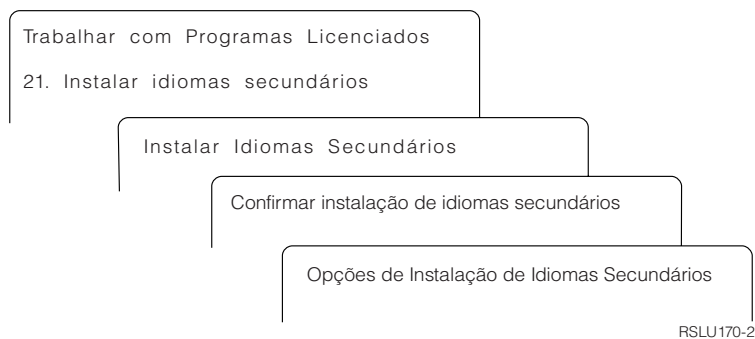 Trabalhar com Programas Licenciados
21. Instalar idiomas secundários
Instalar Idiomas Secundários
Confirmar instalação de idiomas secundários
Opções de Instalação de Idiomas Secundários
RSLU170-2